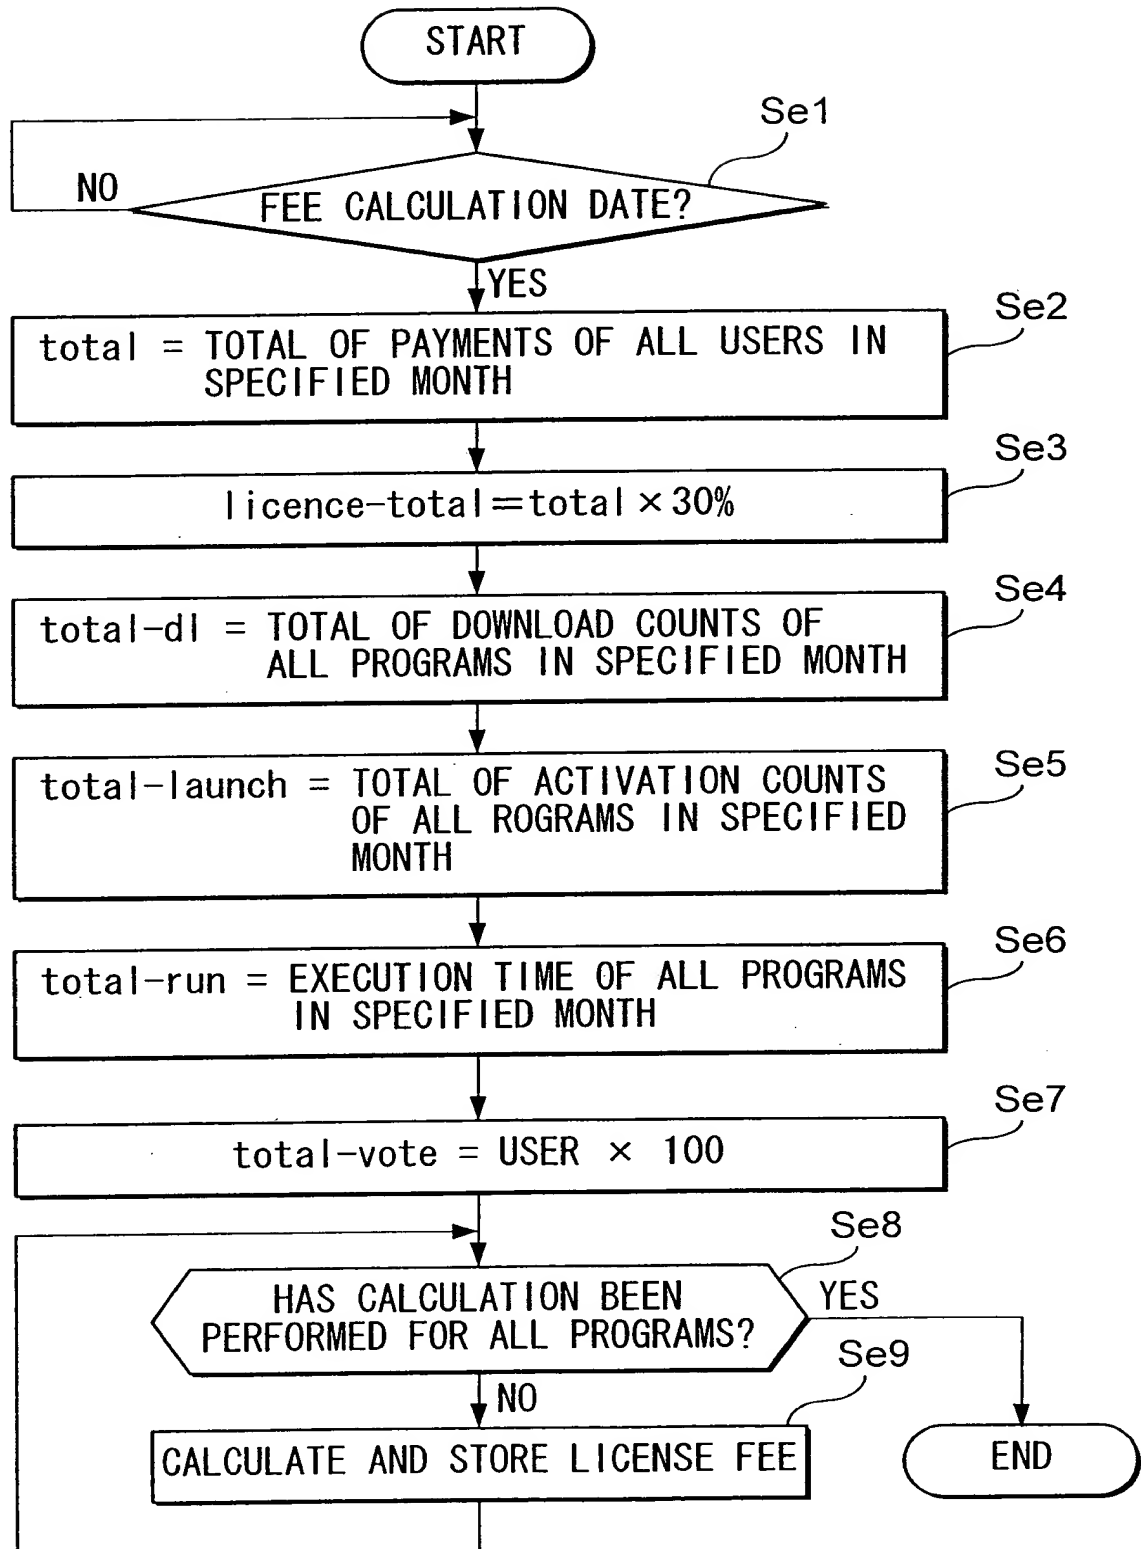 START
Se1
NO
FEE CALCULATION DATE?
YES
Se2
total = TOTAL OF PAYMENTS OF ALL USERS IN
SPECIFIED MONTH
Se3
licence-total=total×30%
Se4
total-dl = TOTAL OF DOWNLOAD COUNTS OF
ALL PROGRAMS IN SPECIFIED MONTH
Se5
total-launch = TOTAL OF ACTIVATION COUNTS
OF ALL ROGRAMS IN SPECIFIED
MONTH
Se6
total-run = EXECUTION TIME OF ALL PROGRAMS
IN SPECIFIED MONTH
Se7
total-vote = USER × 100
Se8
HAS CALCULATION BEEN
PERFORMED FOR ALL PROGRAMS?
YES
Se9
NO
CALCULATE AND STORE LICENSE FEE
END